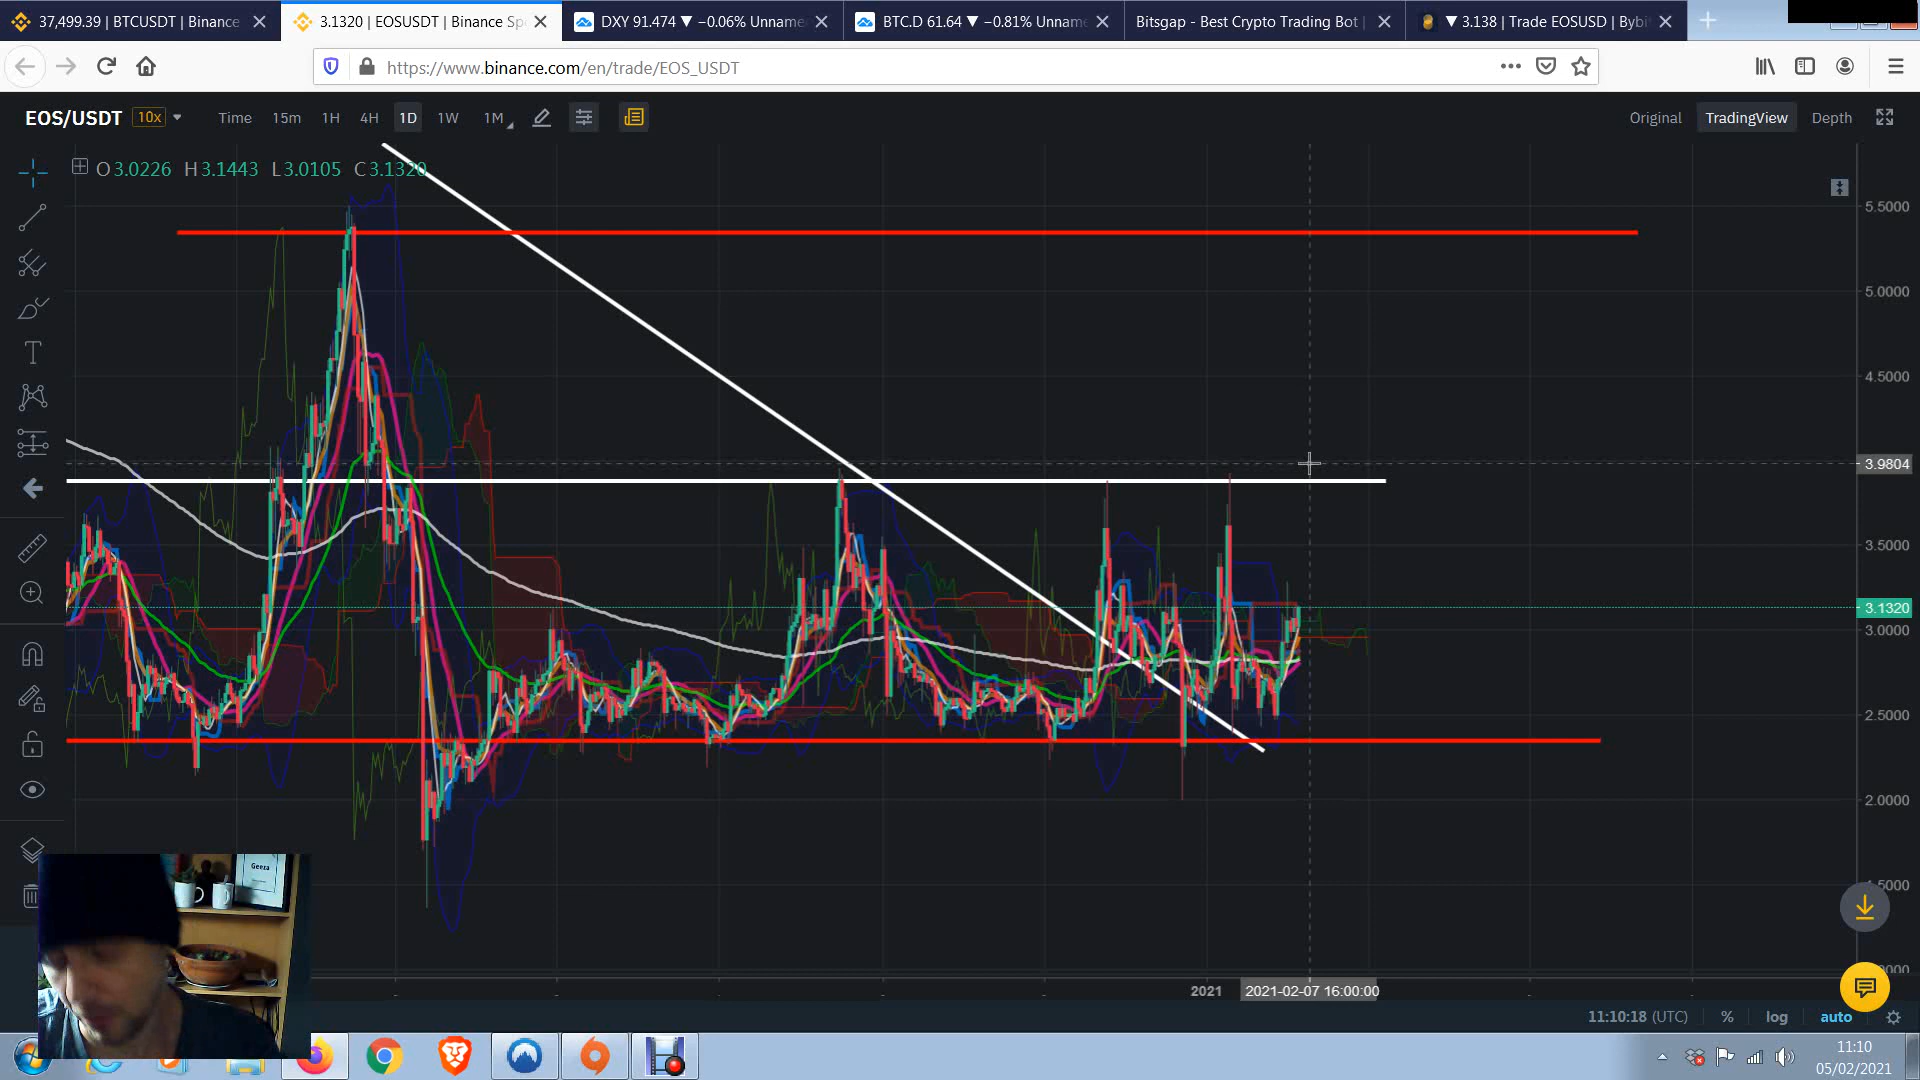 37,499.39 | BTCUSDT | Binance
3.1320 | EOSUSDT | Binance Sp
DXY 91.474 ▼ −0.06% Unname
BTC.D 61.64 ▼ −0.81% Unnam
Bitsgap - Best Crypto Trading Bot |
▼ 3.138 | Trade EOSUSD | Bybi
https://www.binance.com/en/trade/EOS_USDT
EOS/USDT 10x Time 15m 1H 4H 1D 1W 1M Original TradingView Depth
O 3.0226 H 3.1443 L 3.0105 C 3.1320
5.5000
5.0000
4.5000
3.9804
3.5000
3.1320
3.0000
2.5000
2.0000
5000
0000
Geeza
2021 2021-02-07 16:00:00
11:10:18 (UTC) % log auto
11:10
05/02/2021